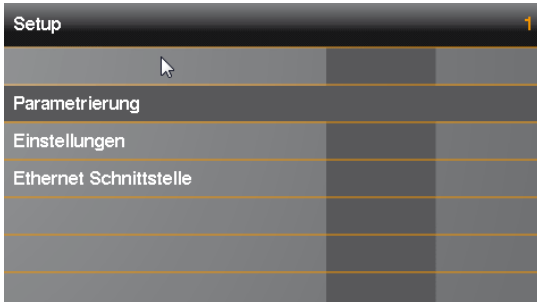 Setup 1
Parametrierung
Einstellungen
Ethernet Schnittstelle